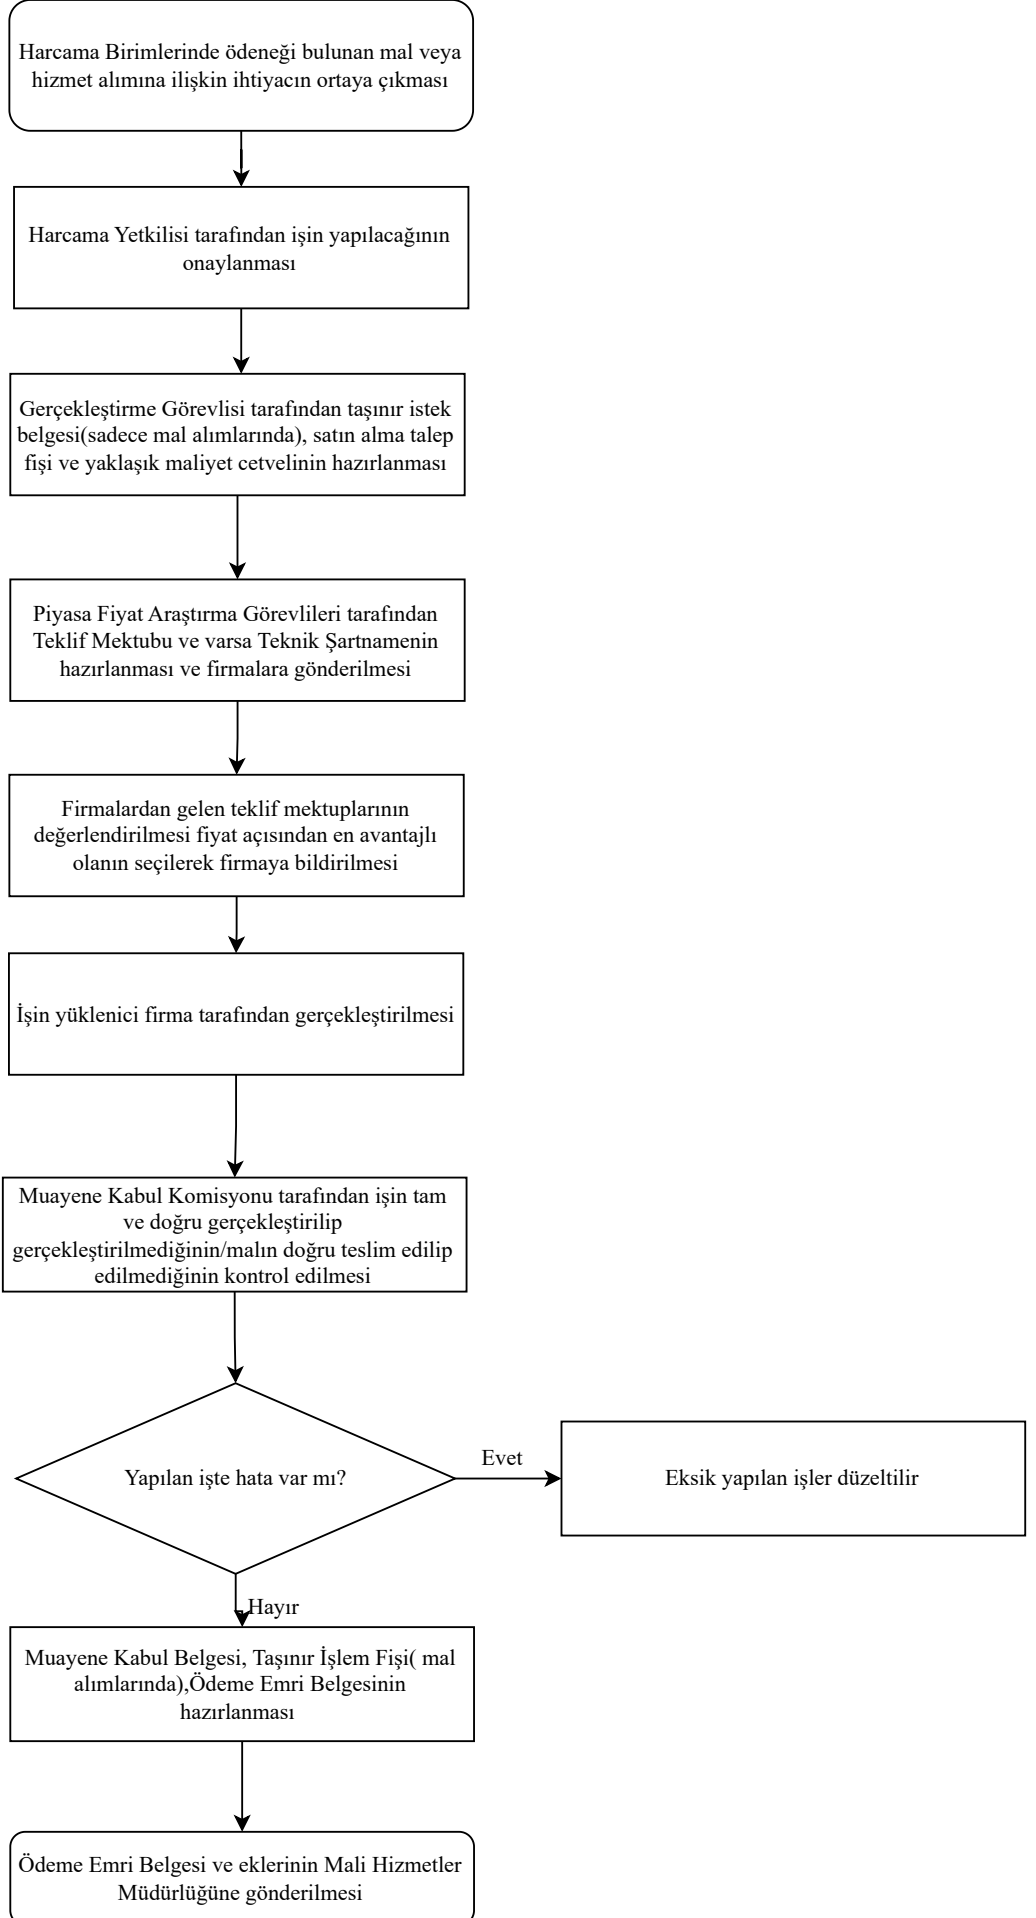 Harcama Birimlerinde ödeneği bulunan mal veya
hizmet alımına ilişkin ihtiyacın ortaya çıkması
Harcama Yetkilisi tarafından işin yapılacağının
onaylanması
Gerçekleştirme Görevlisi tarafından taşınır istek
belgesi(sadece mal alımlarında), satın alma talep
fişi ve yaklaşık maliyet cetvelinin hazırlanması
Piyasa Fiyat Araştırma Görevlileri tarafından
Teklif Mektubu ve varsa Teknik Şartnamenin
hazırlanması ve firmalara gönderilmesi
Firmalardan gelen teklif mektuplarının
değerlendirilmesi fiyat açısından en avantajlı
olanın seçilerek firmaya bildirilmesi
İşin yüklenici firma tarafından gerçekleştirilmesi
Muayene Kabul Komisyonu tarafından işin tam
ve doğru gerçekleştirilip
gerçekleştirilmediğinin/malın doğru teslim edilip
edilmediğinin kontrol edilmesi
Yapılan işte hata var mı?
Evet
Eksik yapılan işler düzeltilir
Hayır
Muayene Kabul Belgesi, Taşınır İşlem Fişi( mal
alımlarında),Ödeme Emri Belgesinin
hazırlanması
Ödeme Emri Belgesi ve eklerinin Mali Hizmetler
Müdürlüğüne gönderilmesi